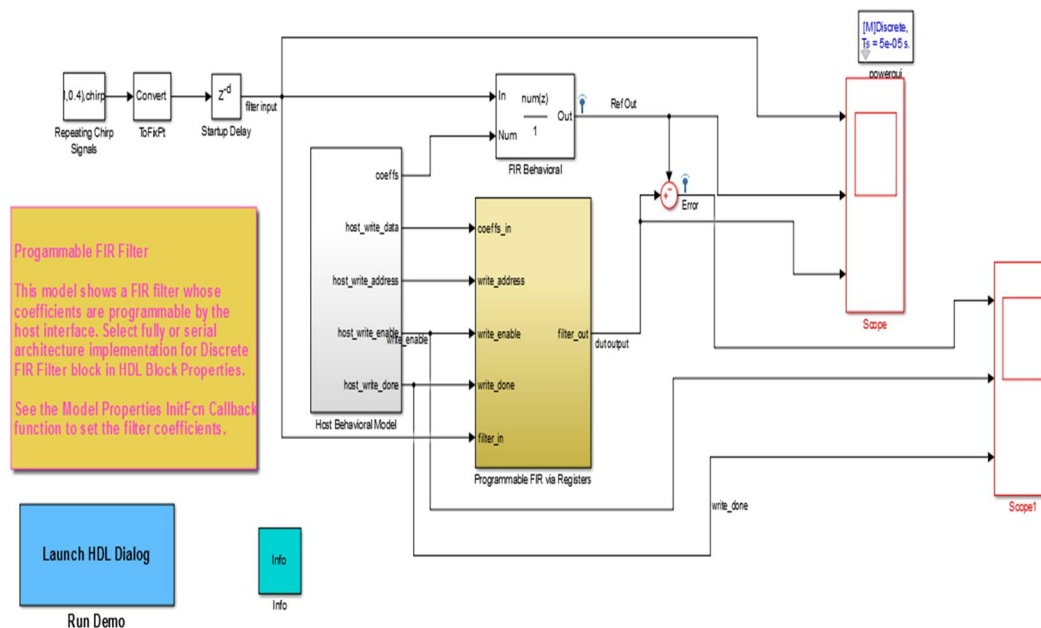 [M]Discrete,
Ts = 5e-05 s.
powergui
,0.4),chirp
Repeating Chirp
Signals
Convert
ToFixPt
Z-d
Startup Delay
filter input
In
Num
num(z)
1
Out
FIR Behavioral
Ref Out
Error
Scope
coeffs
host_write_data
host_write_address
host_write_enable
write_enable
host_write_done
Host Behavioral Model
coeffs_in
write_address
write_enable
write_done
filter_in
filter_out
Programmable FIR via Registers
dut output
write_done
Scope1
Progammable FIR Filter
This model shows a FIR filter whose
coefficients are programmable by the
host interface. Select fully or serial
architecture implementation for Discrete
FIR Filter block in HDL Block Properties.
See the Model Properties InitFcn Callback
function to set the filter coefficients.
Launch HDL Dialog
Run Demo
Info
Info